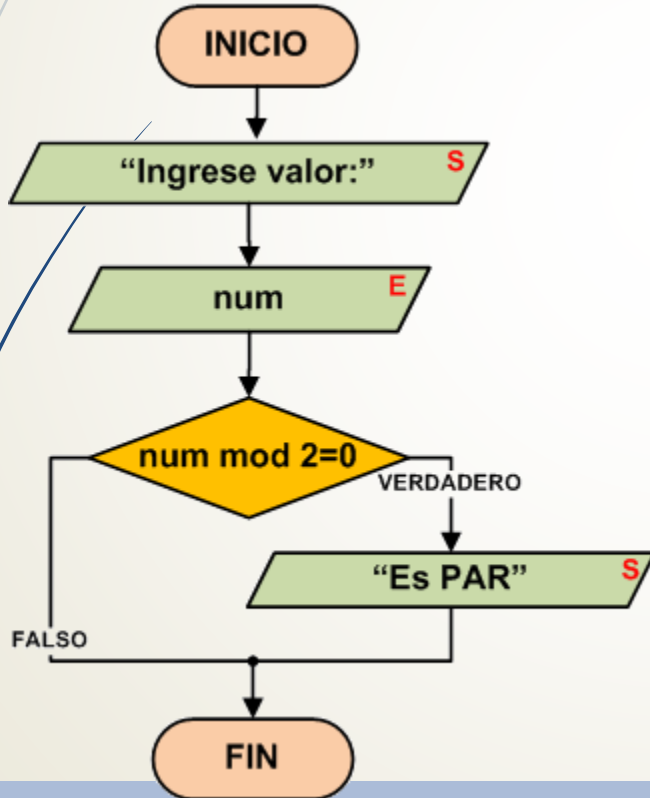 INICIO
“Ingrese valor:” S
num E
num mod 2=0
VERDADERO
“Es PAR” S
FALSO
FIN